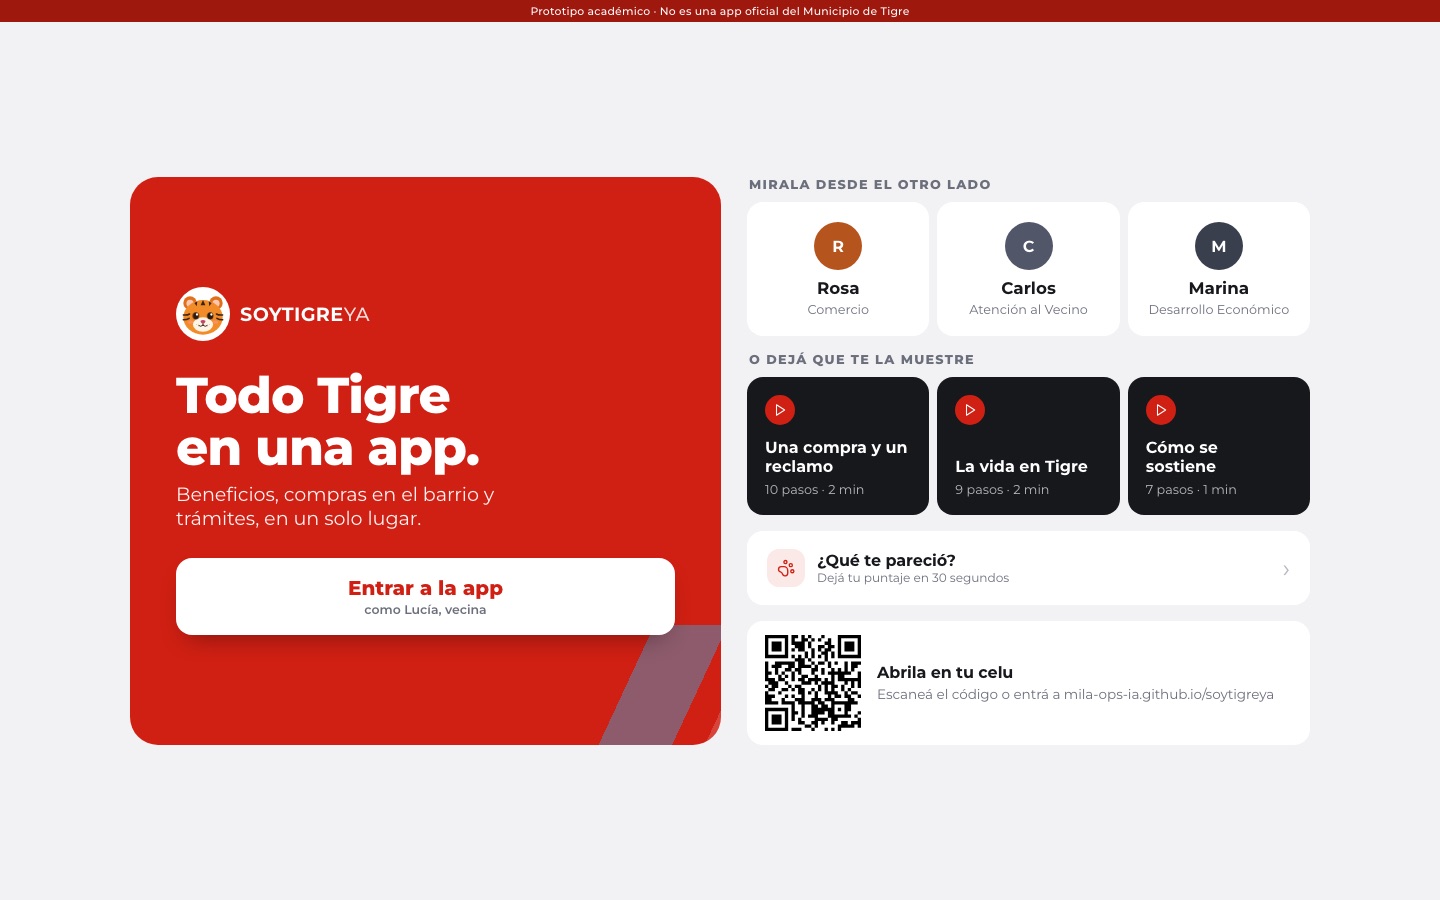 Prototipo académico · No es una app oficial del Municipio de Tigre
SOYTIGREYA
Todo Tigre
en una app.
Beneficios, compras en el barrio y
trámites, en un solo lugar.
Entrar a la app
como Lucía, vecina
MIRALA DESDE EL OTRO LADO
R
Rosa
Comercio
C
Carlos
Atención al Vecino
M
Marina
Desarrollo Económico
O DEJÁ QUE TE LA MUESTRE
Una compra y un
reclamo
10 pasos · 2 min
La vida en Tigre
9 pasos · 2 min
Cómo se
sostiene
7 pasos · 1 min
¿Qué te pareció?
Dejá tu puntaje en 30 segundos
Abrila en tu celu
Escaneá el código o entrá a mila-ops-ia.github.io/soytigreya